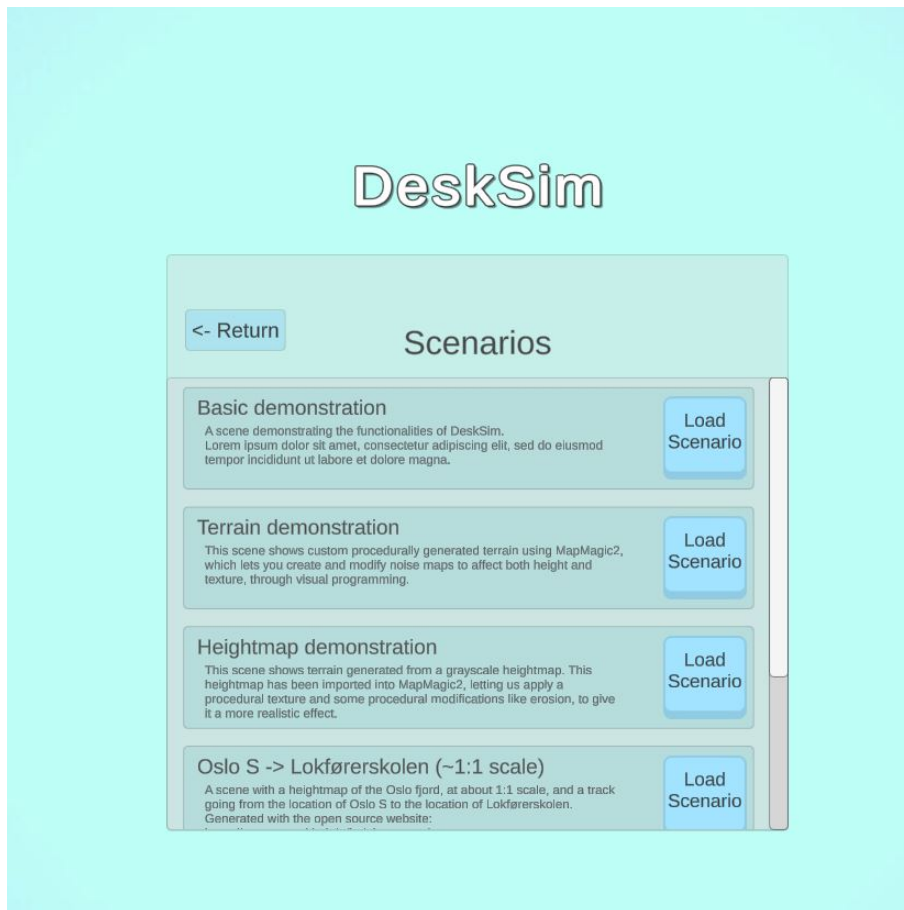 DeskSim
<- Return
Scenarios
Basic demonstration
A scene demonstrating the functionalities of DeskSim.
Lorem ipsum dolor sit amet, consectetur adipiscing elit, sed do eiusmod
tempor incididunt ut labore et dolore magna.
Load
Scenario
Terrain demonstration
This scene shows custom procedurally generated terrain using MapMagic2,
which lets you create and modify noise maps to affect both height and
texture, through visual programming.
Load
Scenario
Heightmap demonstration
This scene shows terrain generated from a grayscale heightmap. This
heightmap has been imported into MapMagic2, letting us apply a
procedural texture and some procedural modifications like erosion, to give
it a more realistic effect.
Load
Scenario
Oslo S -> Lokførerskolen (~1:1 scale)
A scene with a heightmap of the Oslo fjord, at about 1:1 scale, and a track
going from the location of Oslo S to the location of Lokførerskolen.
Generated with the open source website:
Load
Scenario